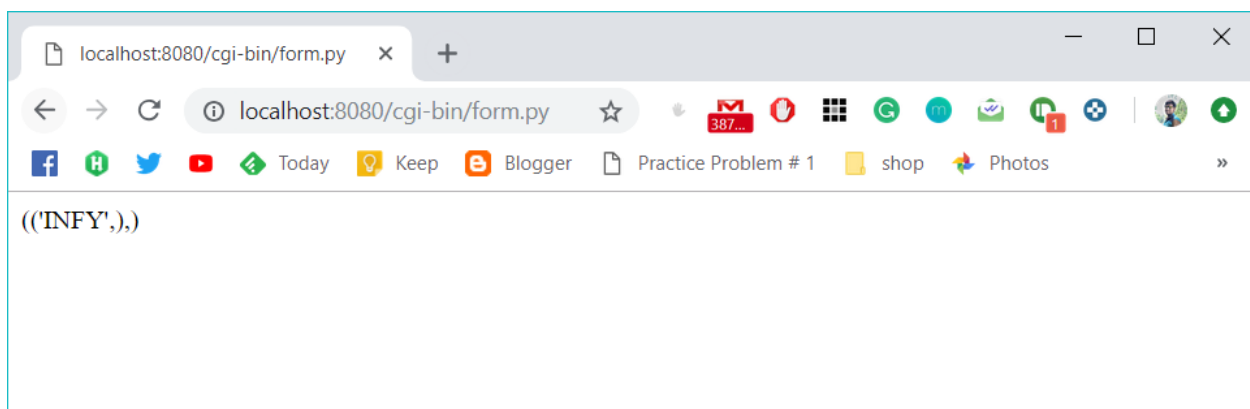 localhost:8080/cgi-bin/form.py
localhost:8080/cgi-bin/form.py 387... G m 1
f H Today Keep B Blogger Practice Problem # 1 shop Photos »
(('INFY',),)